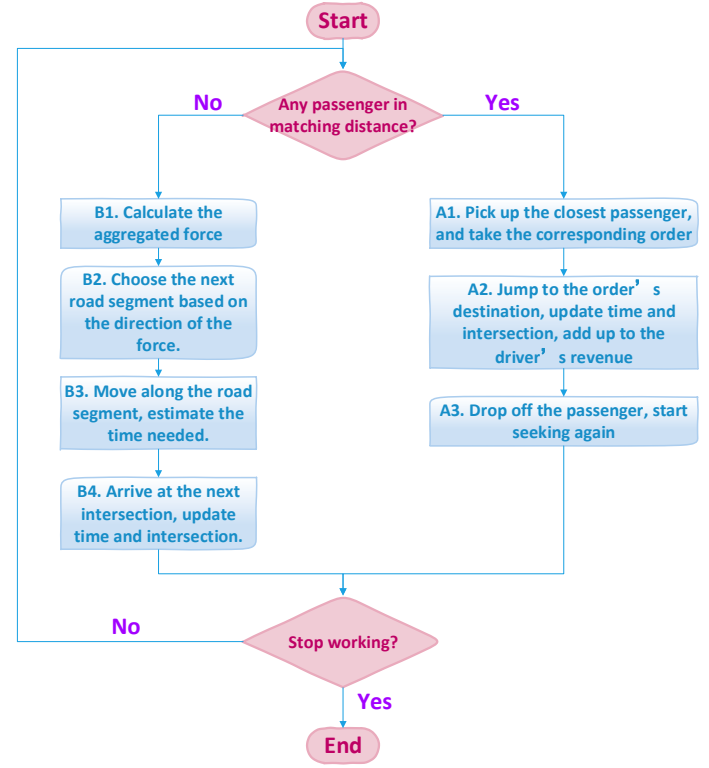 Start
Any passenger in
matching distance?
No
Yes
B1. Calculate the
aggregated force
B2. Choose the next
road segment based on
the direction of the
force.
B3. Move along the road
segment, estimate the
time needed.
B4. Arrive at the next
intersection, update
time and intersection.
A1. Pick up the closest passenger,
and take the corresponding order
A2. Jump to the order’s
destination, update time and
intersection, add up to the
driver’s revenue
A3. Drop off the passenger, start
seeking again
Stop working?
No
Yes
End